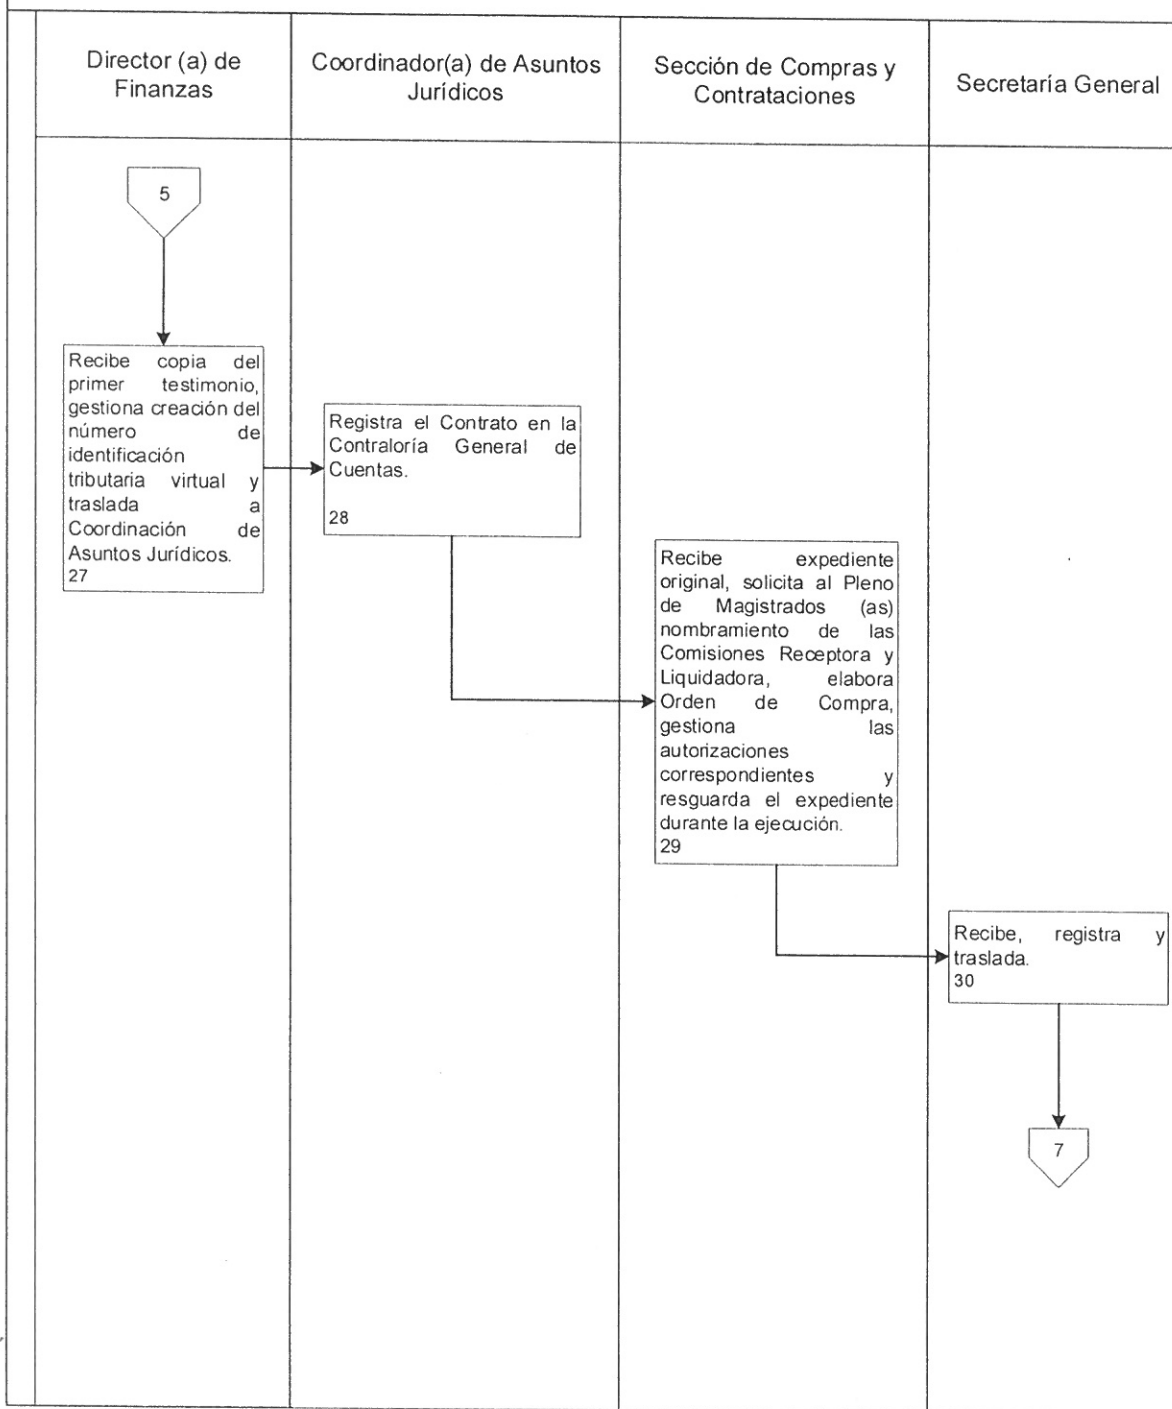 Director (a) de
Finanzas
Coordinador(a) de Asuntos
Jurídicos
Sección de Compras y
Contrataciones
Secretaría General
5
Recibe copia del
primer testimonio,
gestiona creación del
número de
identificación
tributaria virtual y
traslada a
Coordinación de
Asuntos Jurídicos.
27
Registra el Contrato en la
Contraloría General de
Cuentas.
28
Recibe expediente
original, solicita al Pleno
de Magistrados (as)
nombramiento de las
Comisiones Receptora y
Liquidadora, elabora
Orden de Compra,
gestiona las
autorizaciones
correspondientes y
resguarda el expediente
durante la ejecución.
29
Recibe, registra y
traslada.
30
7